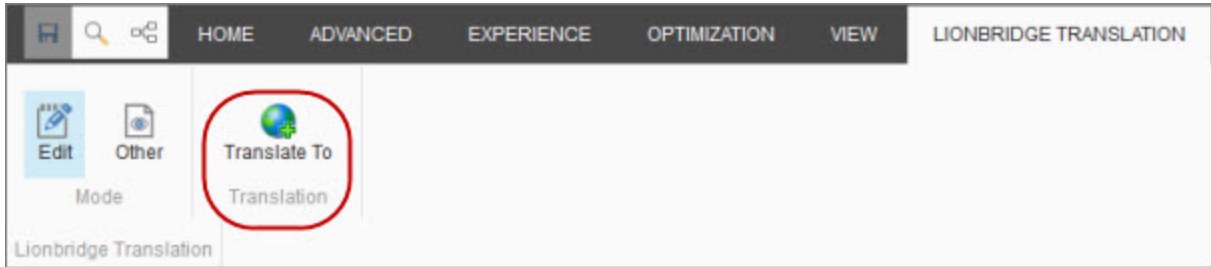 HOME ADVANCED EXPERIENCE OPTIMIZATION VIEW LIONBRIDGE TRANSLATION
Edit Other Translate To
Mode Translation
Lionbridge Translation